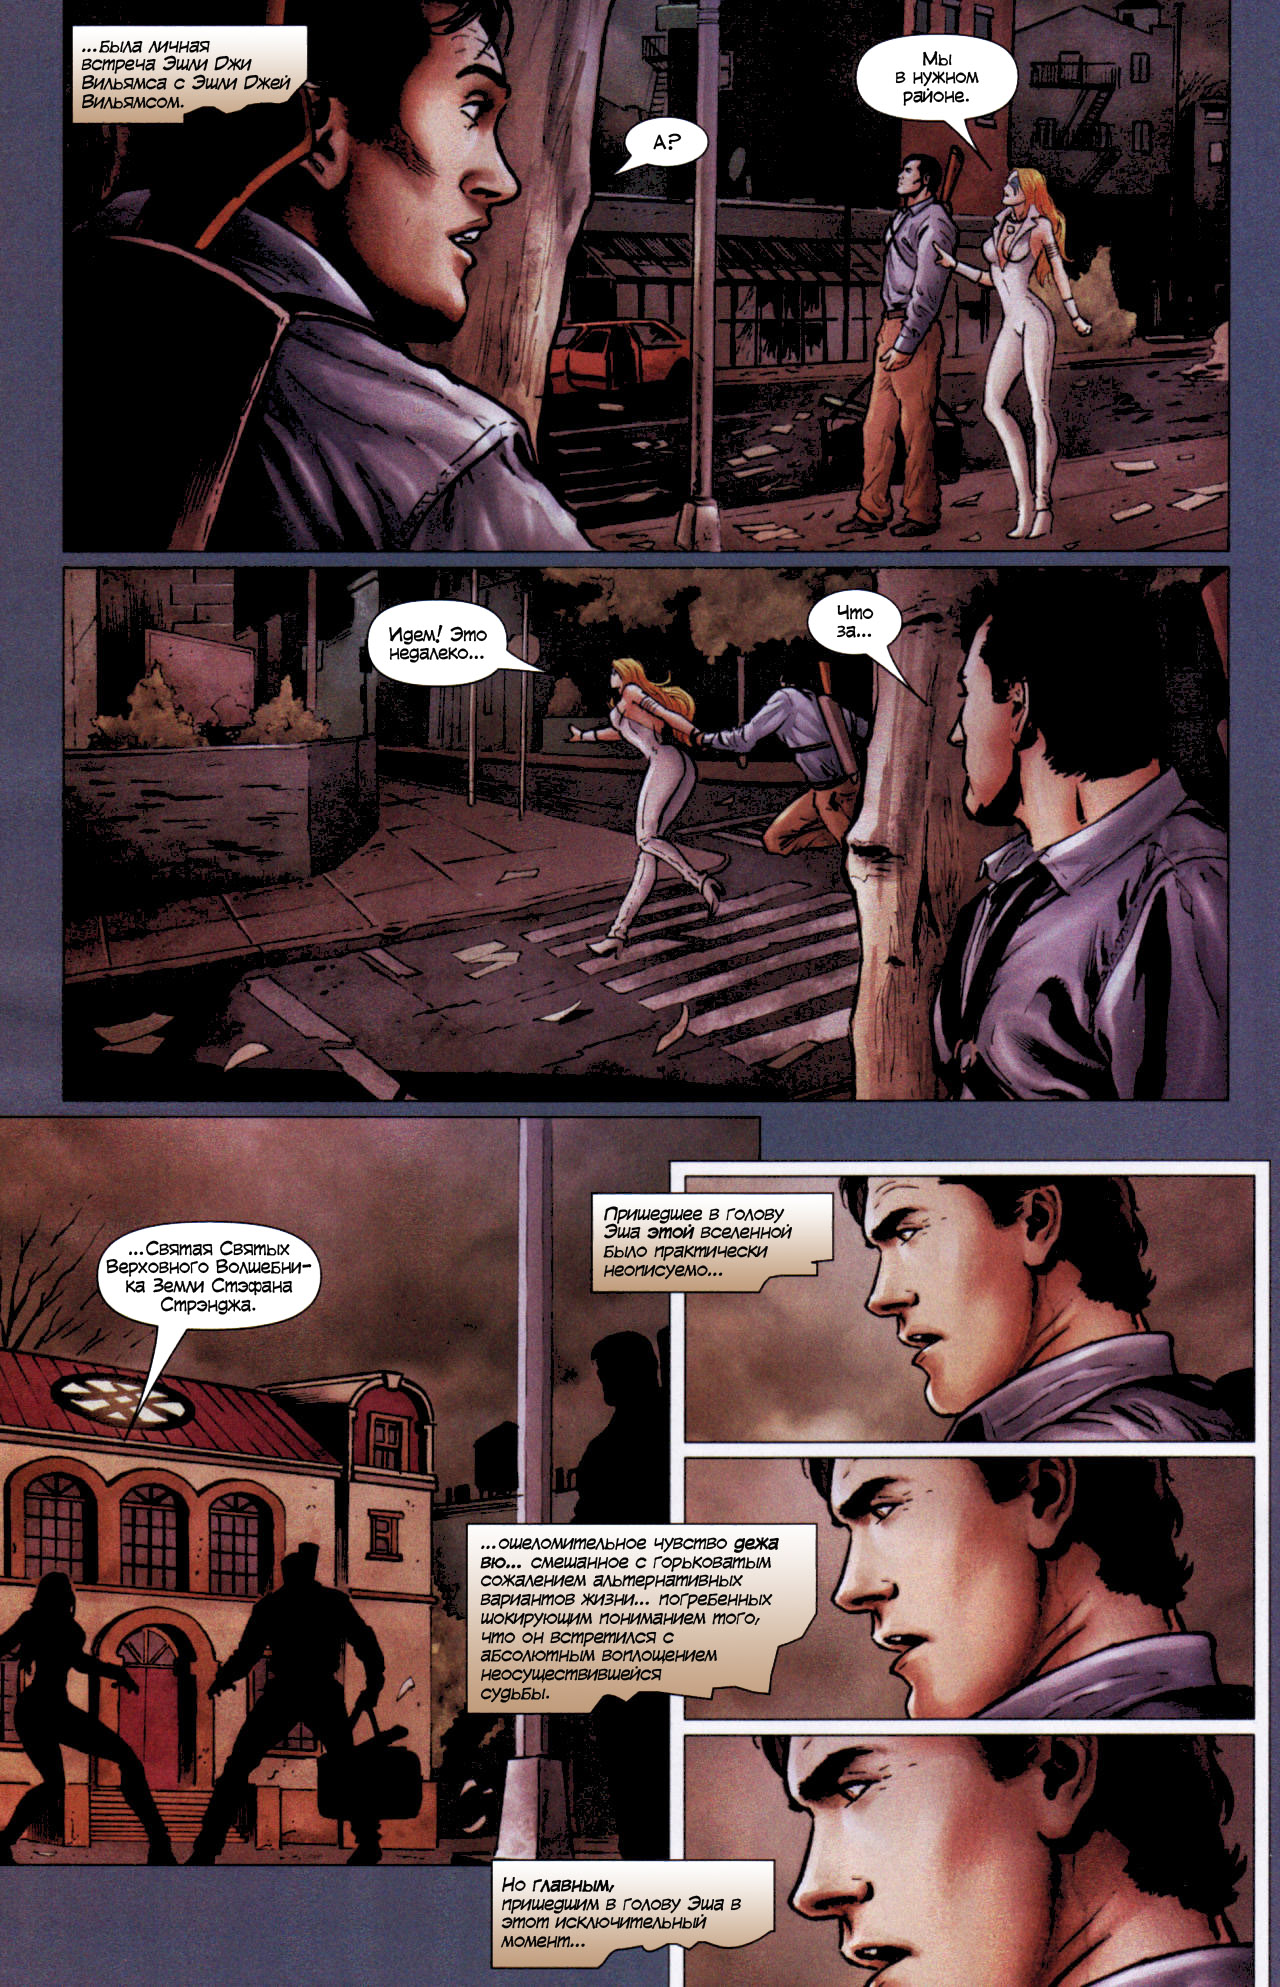 ...была личная
встреча Эшли Джи
Вильямса с Эшли Джей
Вильямсом.
А?
Мы
в нужном
районе.
Идем! Это
недалеко...
Что
за...
...Святая Святых
Верховного Волшебни-
ка Земли Стэфана
Стрэнджа.
Пришедшее в голову
Эша этой вселенной
было практически
неописуемо...
...ошеломительное чувство дежа
вю... смешанное с горьковатым
сожалением альтернативных
вариантов жизни... погребенных
шокирующим пониманием того,
что он встретился с
абсолютным воплощением
неосуществившейся
судьбы.
Но главным,
пришедшим в голову Эша в
этот исключительный
момент...